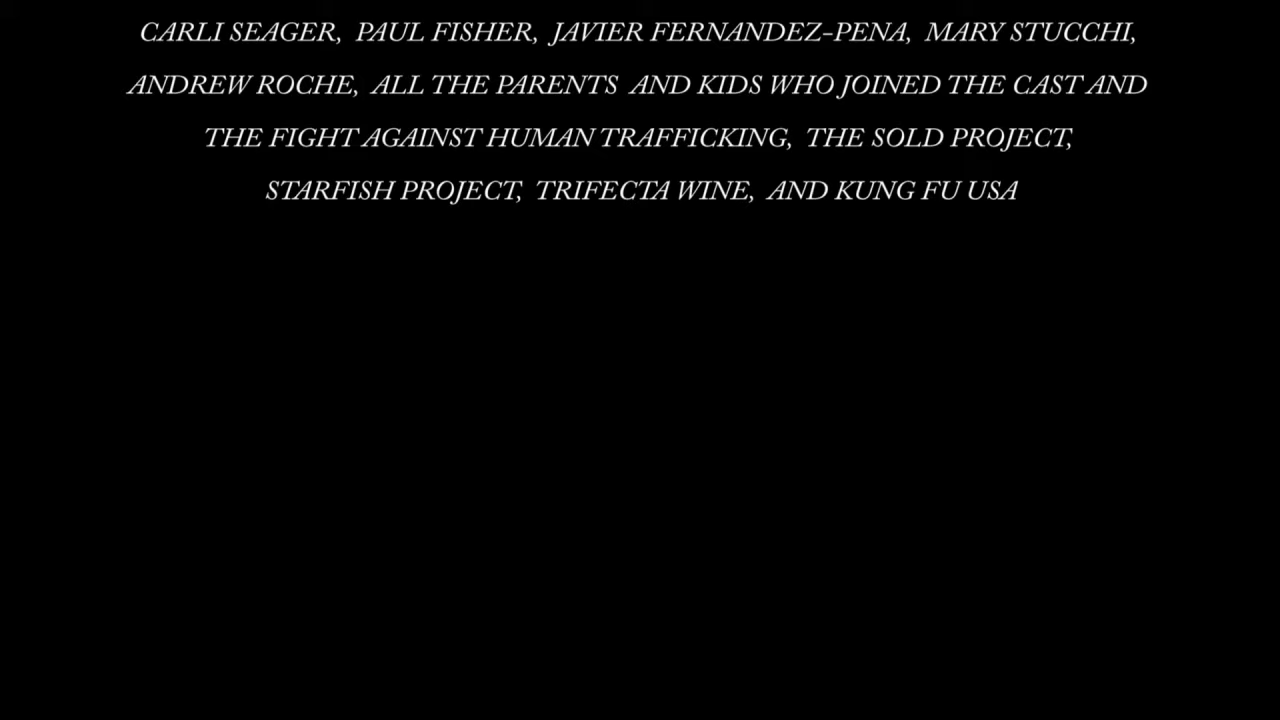 CARLI SEAGER, PAUL FISHER, JAVIER FERNANDEZ-PENA, MARY STUCCHI,
ANDREW ROCHE, ALL THE PARENTS AND KIDS WHO JOINED THE CAST AND
THE FIGHT AGAINST HUMAN TRAFFICKING, THE SOLD PROJECT,
STARFISH PROJECT, TRIFECTA WINE, AND KUNG FU USA